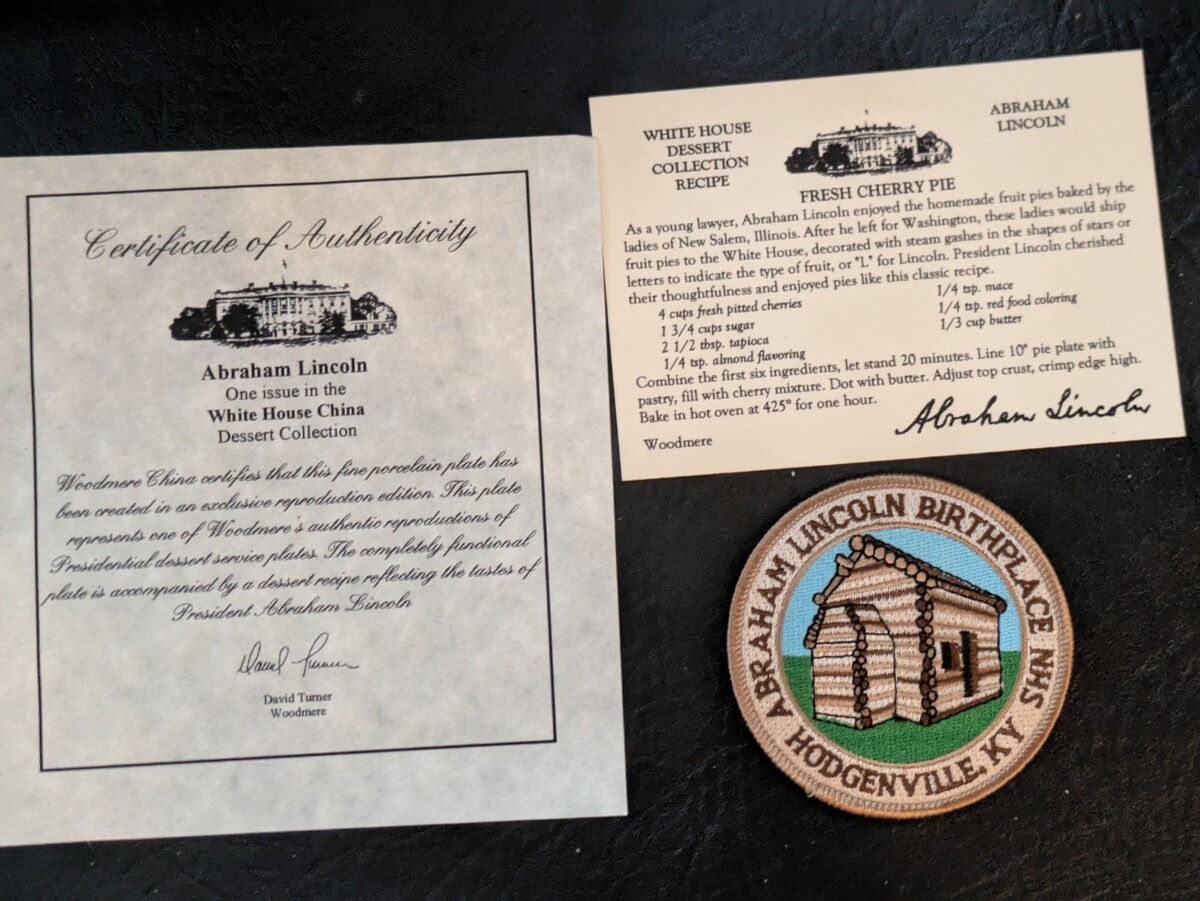 Certificate of Authenticity
Abraham Lincoln
One issue in the
White House China
Dessert Collection
Woodmere China certifies that this fine porcelain plate has
been created in an exclusive reproduction edition. This plate
represents one of Woodmere's authentic reproductions of
Presidential dessert service plates. The completely functional
plate is accompanied by a dessert recipe reflecting the tastes of
President Abraham Lincoln
David Turner
David Turner
Woodmere
WHITE HOUSE
DESSERT
COLLECTION
RECIPE
ABRAHAM
LINCOLN
FRESH CHERRY PIE
As a young lawyer, Abraham Lincoln enjoyed the homemade fruit pies baked by the
ladies of New Salem, Illinois. After he left for Washington, these ladies would ship
fruit pies to the White House, decorated with steam gashes in the shapes of stars or
letters to indicate the type of fruit, or "L" for Lincoln. President Lincoln cherished
their thoughtfulness and enjoyed pies like this classic recipe.
4 cups fresh pitted cherries
1 3/4 cups sugar
2 1/2 tbsp. tapioca
1/4 tsp. almond flavoring
1/4 tsp. mace
1/4 tsp. red food coloring
1/3 cup butter
Combine the first six ingredients, let stand 20 minutes. Line 10" pie plate with
pastry, fill with cherry mixture. Dot with butter. Adjust top crust, crimp edge high.
Bake in hot oven at 425° for one hour.
Abraham Lincoln
Woodmere
ABRAHAM LINCOLN BIRTHPLACE NHS
HODGENVILLE, KY